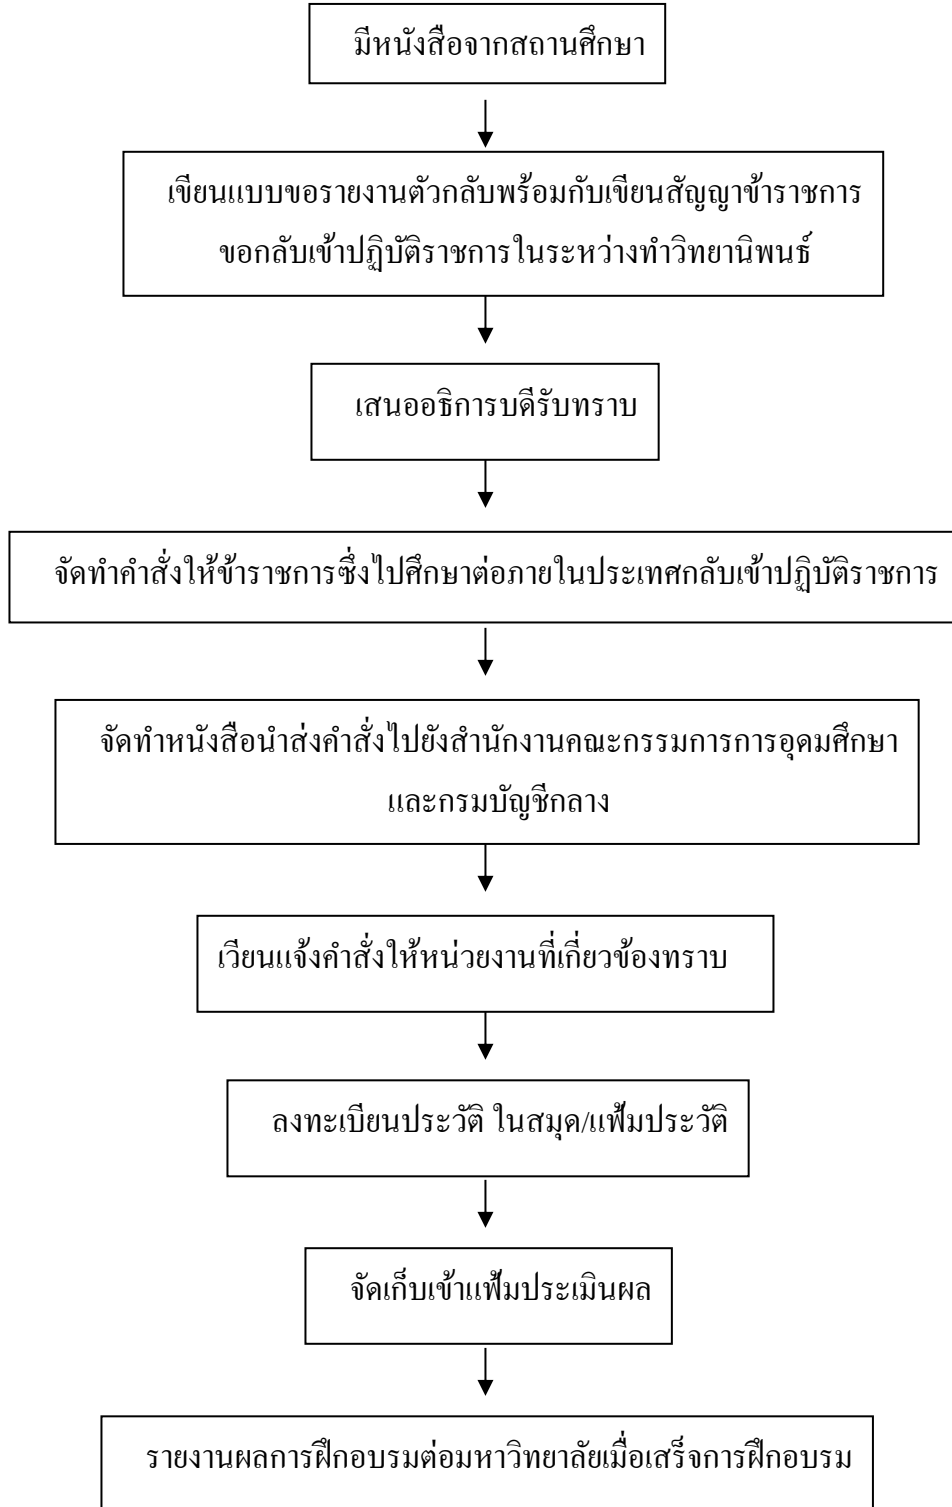 มีหนังสือจากสถานศึกษา
เขียนแบบขอรายงานตัวกลับพร้อมกับเขียนสัญญาข้าราชการ
ขอกลับเข้าปฏิบัติราชการในระหว่างทำวิทยานิพนธ์
เสนออธิการบดีรับทราบ
จัดทำคำสั่งให้ข้าราชการซึ่งไปศึกษาต่อภายในประเทศกลับเข้าปฏิบัติราชการ
จัดทำหนังสือนำส่งคำสั่งไปยังสำนักงานคณะกรรมการการอุดมศึกษา
และกรมบัญชีกลาง
เวียนแจ้งคำสั่งให้หน่วยงานที่เกี่ยวข้องทราบ
ลงทะเบียนประวัติ ในสมุด/แฟ้มประวัติ
จัดเก็บเข้าแฟ้มประเมินผล
รายงานผลการฝึกอบรมต่อมหาวิทยาลัยเมื่อเสร็จการฝึกอบรม